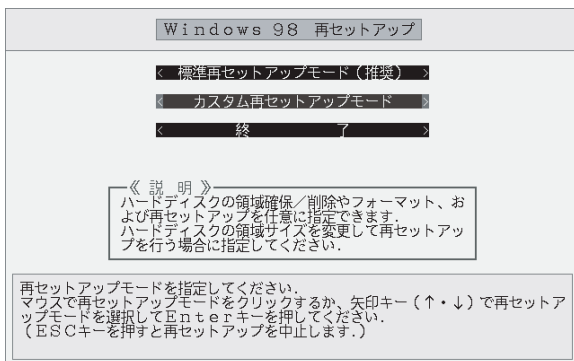 Ｗｉｎｄｏｗｓ ９８ 再セットアップ
< 標準再セットアップモード（推奨） >
< カスタム再セットアップモード >
< 終 了 >
《 説 明 》
ハードディスクの領域確保／削除やフォーマット、お
よび再セットアップを任意に指定できます．
ハードディスクの領域サイズを変更して再セットアッ
プを行う場合に指定してください．
再セットアップモードを指定してください．
マウスで再セットアップモードをクリックするか、矢印キー（↑・↓）で再セットア
ップモードを選択してＥｎｔｅｒキーを押してください．
（ＥＳＣキーを押すと再セットアップを中止します．）